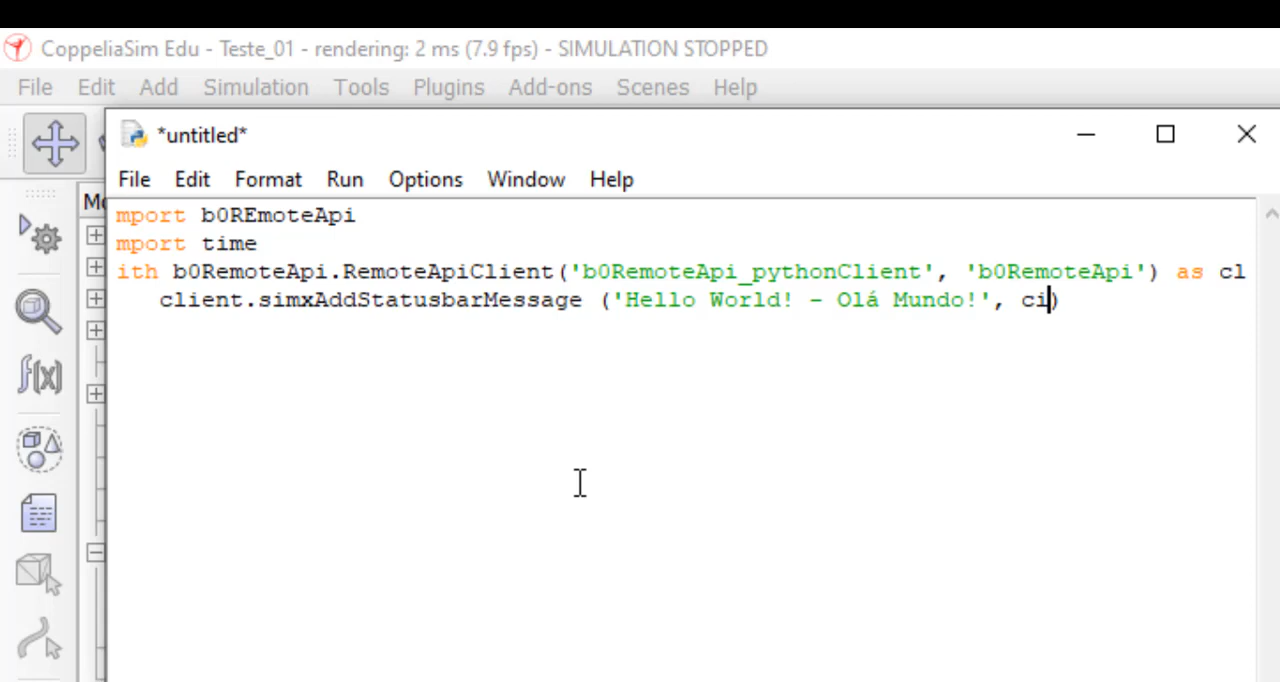 CoppeliaSim Edu - Teste_01 - rendering: 2 ms (7.9 fps) - SIMULATION STOPPED
File Edit Add Simulation Tools Plugins Add-ons Scenes Help
*untitled*
File Edit Format Run Options Window Help
Mo
mport b0REmoteApi
mport time
ith b0RemoteApi.RemoteApiClient('b0RemoteApi_pythonClient', 'b0RemoteApi') as cl
client.simxAddStatusbarMessage ('Hello World! - Olá Mundo!', ci)
f(x)